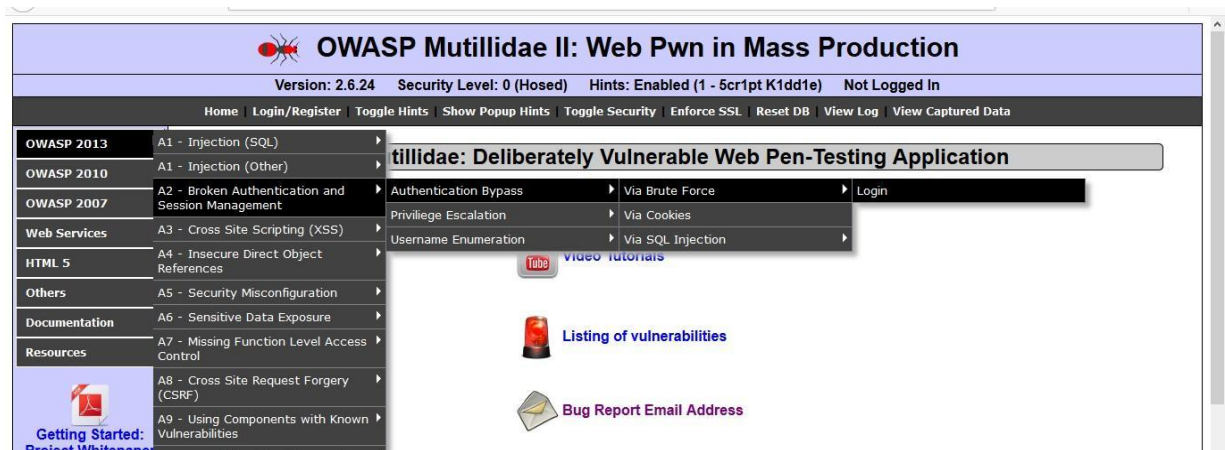 OWASP Mutillidae II: Web Pwn in Mass Production
Version: 2.6.24 Security Level: 0 (Hosed) Hints: Enabled (1 - 5cr1pt K1dd1e) Not Logged In
Home Login/Register Toggle Hints Show Popup Hints Toggle Security Enforce SSL Reset DB View Log View Captured Data
OWASP 2013
OWASP 2010
OWASP 2007
Web Services
HTML 5
Others
Documentation
Resources
Getting Started:
Project Whitepaper
A1 - Injection (SQL)
A1 - Injection (Other)
A2 - Broken Authentication and
Session Management
A3 - Cross Site Scripting (XSS)
A4 - Insecure Direct Object
References
A5 - Security Misconfiguration
A6 - Sensitive Data Exposure
A7 - Missing Function Level Access
Control
A8 - Cross Site Request Forgery
(CSRF)
A9 - Using Components with Known
Vulnerabilities
tillidae: Deliberately Vulnerable Web Pen-Testing Application
Authentication Bypass
Priviliege Escalation
Username Enumeration
Via Brute Force
Via Cookies
Via SQL Injection
Login
Tube
Video Tutorials
Listing of vulnerabilities
Bug Report Email Address